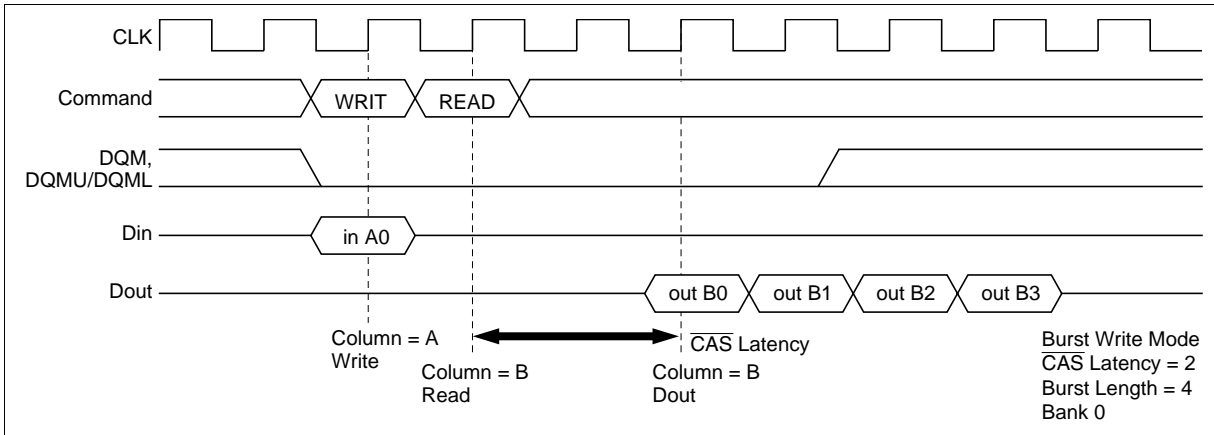 CLK
Command
WRIT
READ
DQM,
DQMU/DQML
Din
in A0
Dout
out B0
out B1
out B2
out B3
Column = A
Write
Column = B
Read
CAS Latency
Column = B
Dout
Burst Write Mode
CAS Latency = 2
Burst Length = 4
Bank 0